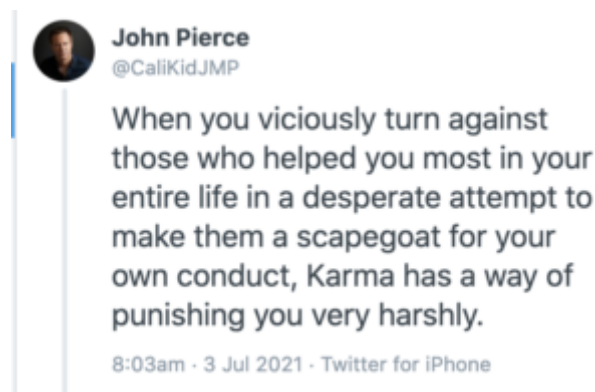 John Pierce
@CaliKidJMP
When you viciously turn against
those who helped you most in your
entire life in a desperate attempt to
make them a scapegoat for your
own conduct, Karma has a way of
punishing you very harshly.
8:03am · 3 Jul 2021 · Twitter for iPhone